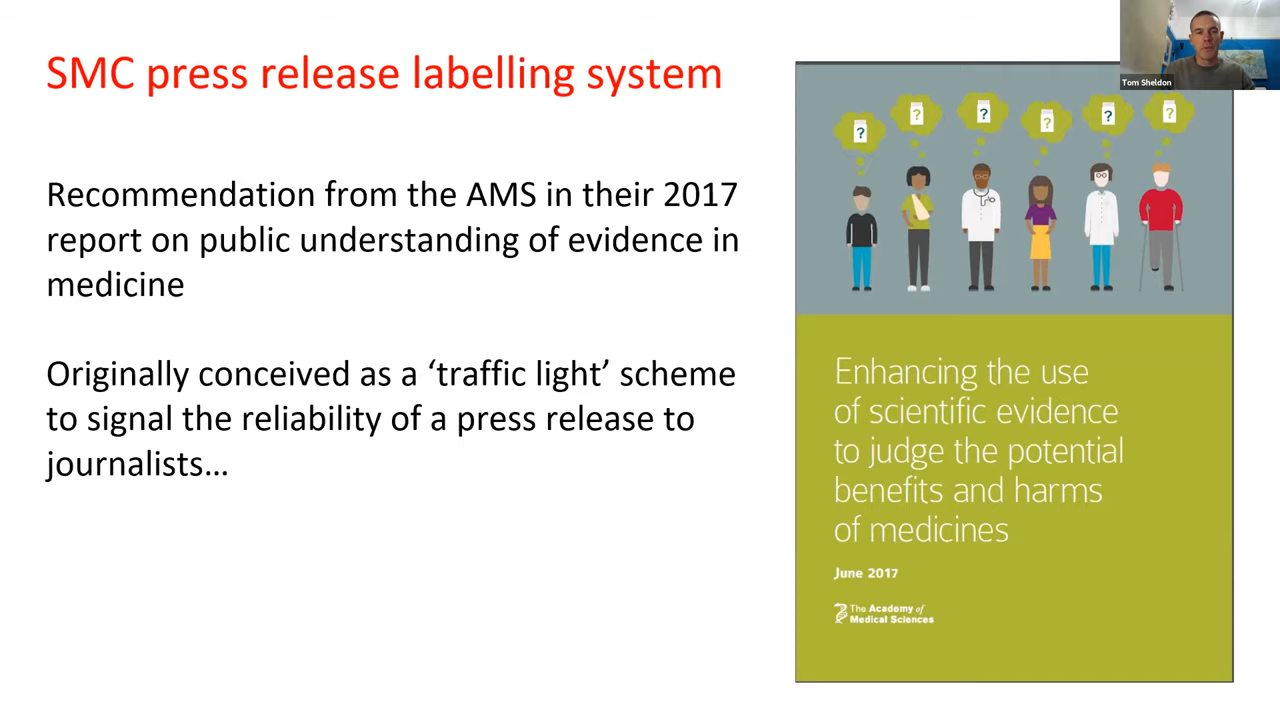 SMC press release labelling system
Recommendation from the AMS in their 2017
report on public understanding of evidence in
medicine
Originally conceived as a ‘traffic light’ scheme
to signal the reliability of a press release to
journalists…
Tom Sheldon
? ? ? ? ? ?
Enhancing the use
of scientific evidence
to judge the potential
benefits and harms
of medicines
June 2017
The Academy of
Medical Sciences